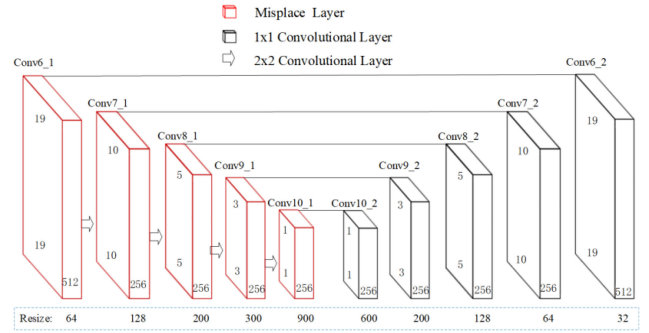 Misplace Layer
1x1 Convolutional Layer
2x2 Convolutional Layer
Conv6_1
Conv6_2
Conv7_1
Conv7_2
Conv8_1
Conv8_2
Conv9_1
Conv9_2
Conv10_1
Conv10_2
19
10
5
3
1
1
3
5
10
19
19
10
5
3
1
1
3
5
10
19
512
256
256
256
256
256
256
256
256
512
Resize: 64 128 200 300 900 600 200 128 64 32